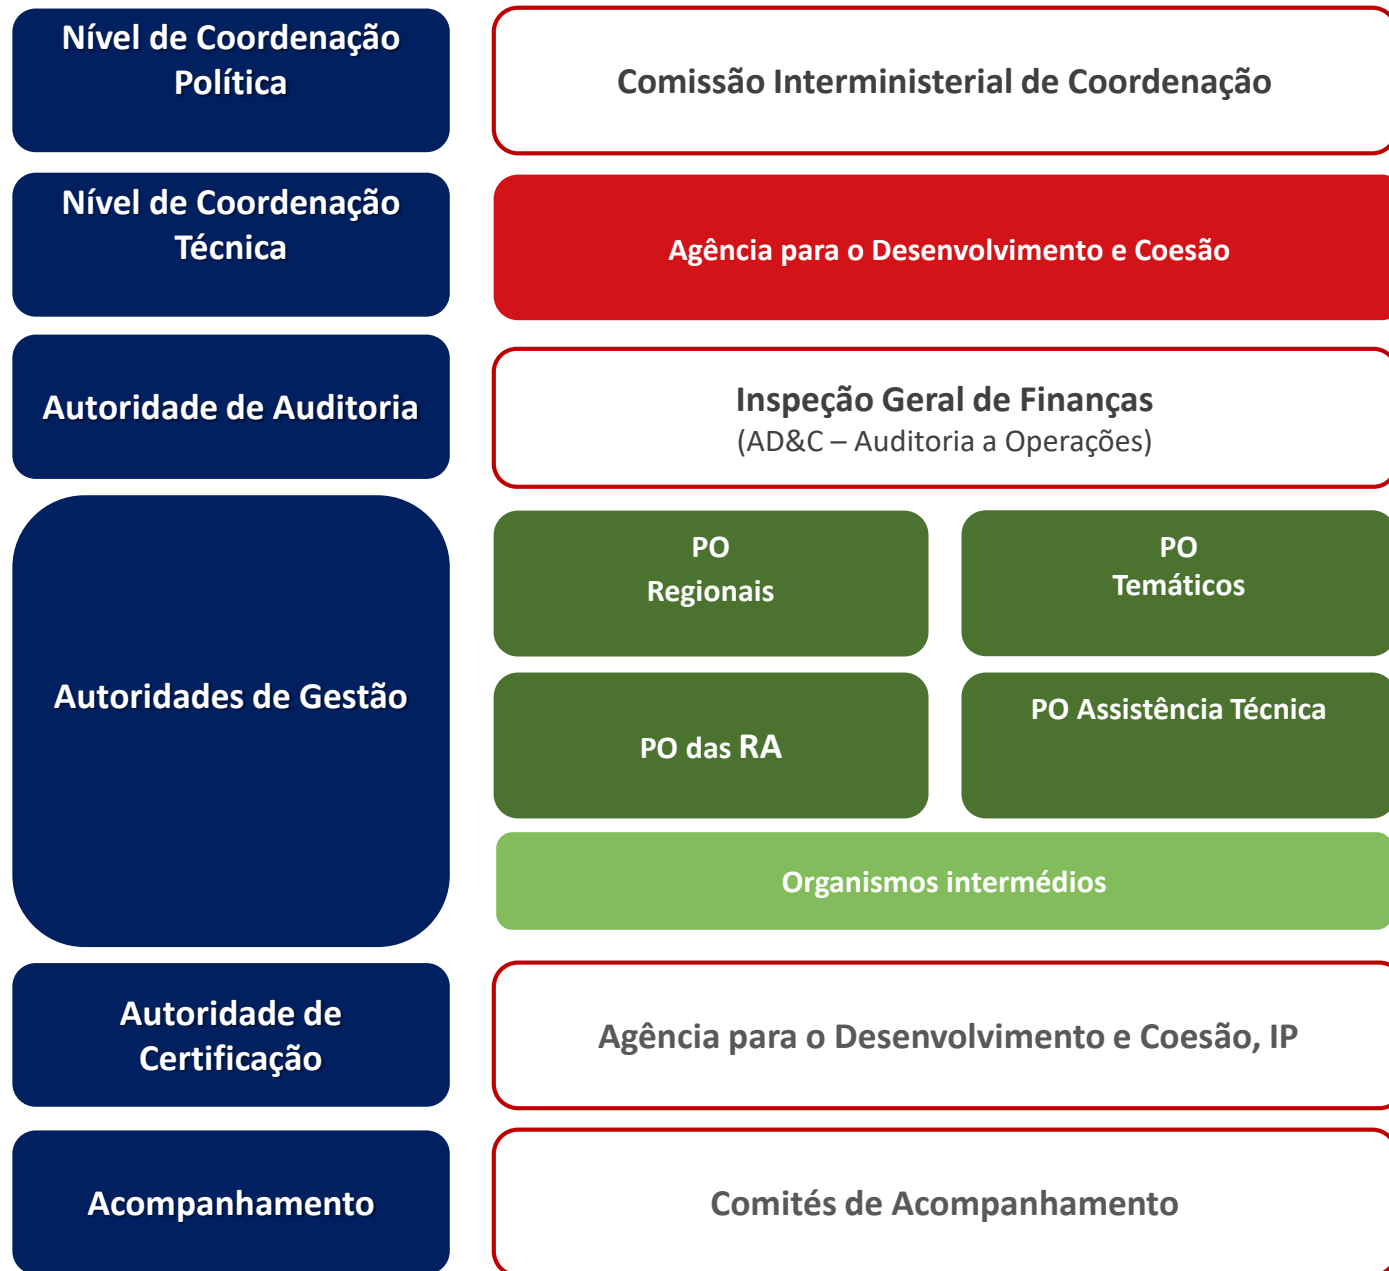 Nível de Coordenação
Política
Comissão Interministerial de Coordenação
Nível de Coordenação
Técnica
Agência para o Desenvolvimento e Coesão
Autoridade de Auditoria
Inspeção Geral de Finanças
(AD&C – Auditoria a Operações)
Autoridades de Gestão
PO
Regionais
PO
Temáticos
PO das RA
PO Assistência Técnica
Organismos intermédios
Autoridade de
Certificação
Agência para o Desenvolvimento e Coesão, IP
Acompanhamento
Comités de Acompanhamento